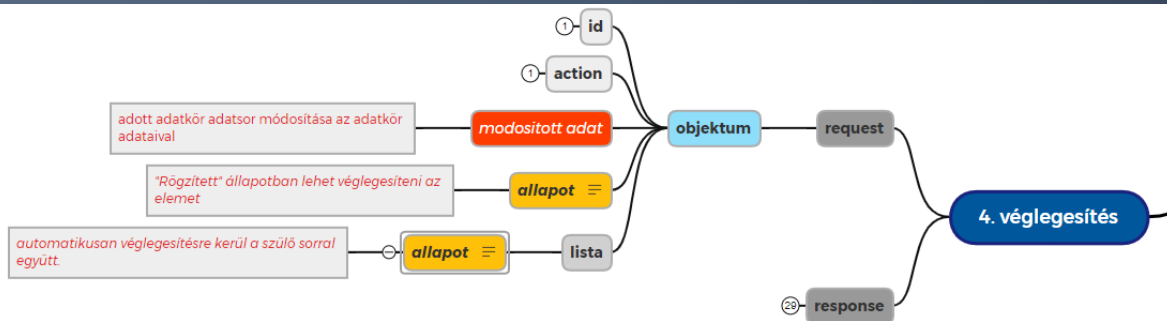 1
id
1
action
adott adatkör adatsor módosítása az adatkör
adataival
modosított adat
objektum
request
"Rögzített" állapotban lehet véglegesíteni az
elemet
allapot
4. véglegesítés
automatikusan véglegesítésre kerül a szülő sorral
együtt.
allapot
lista
29
response